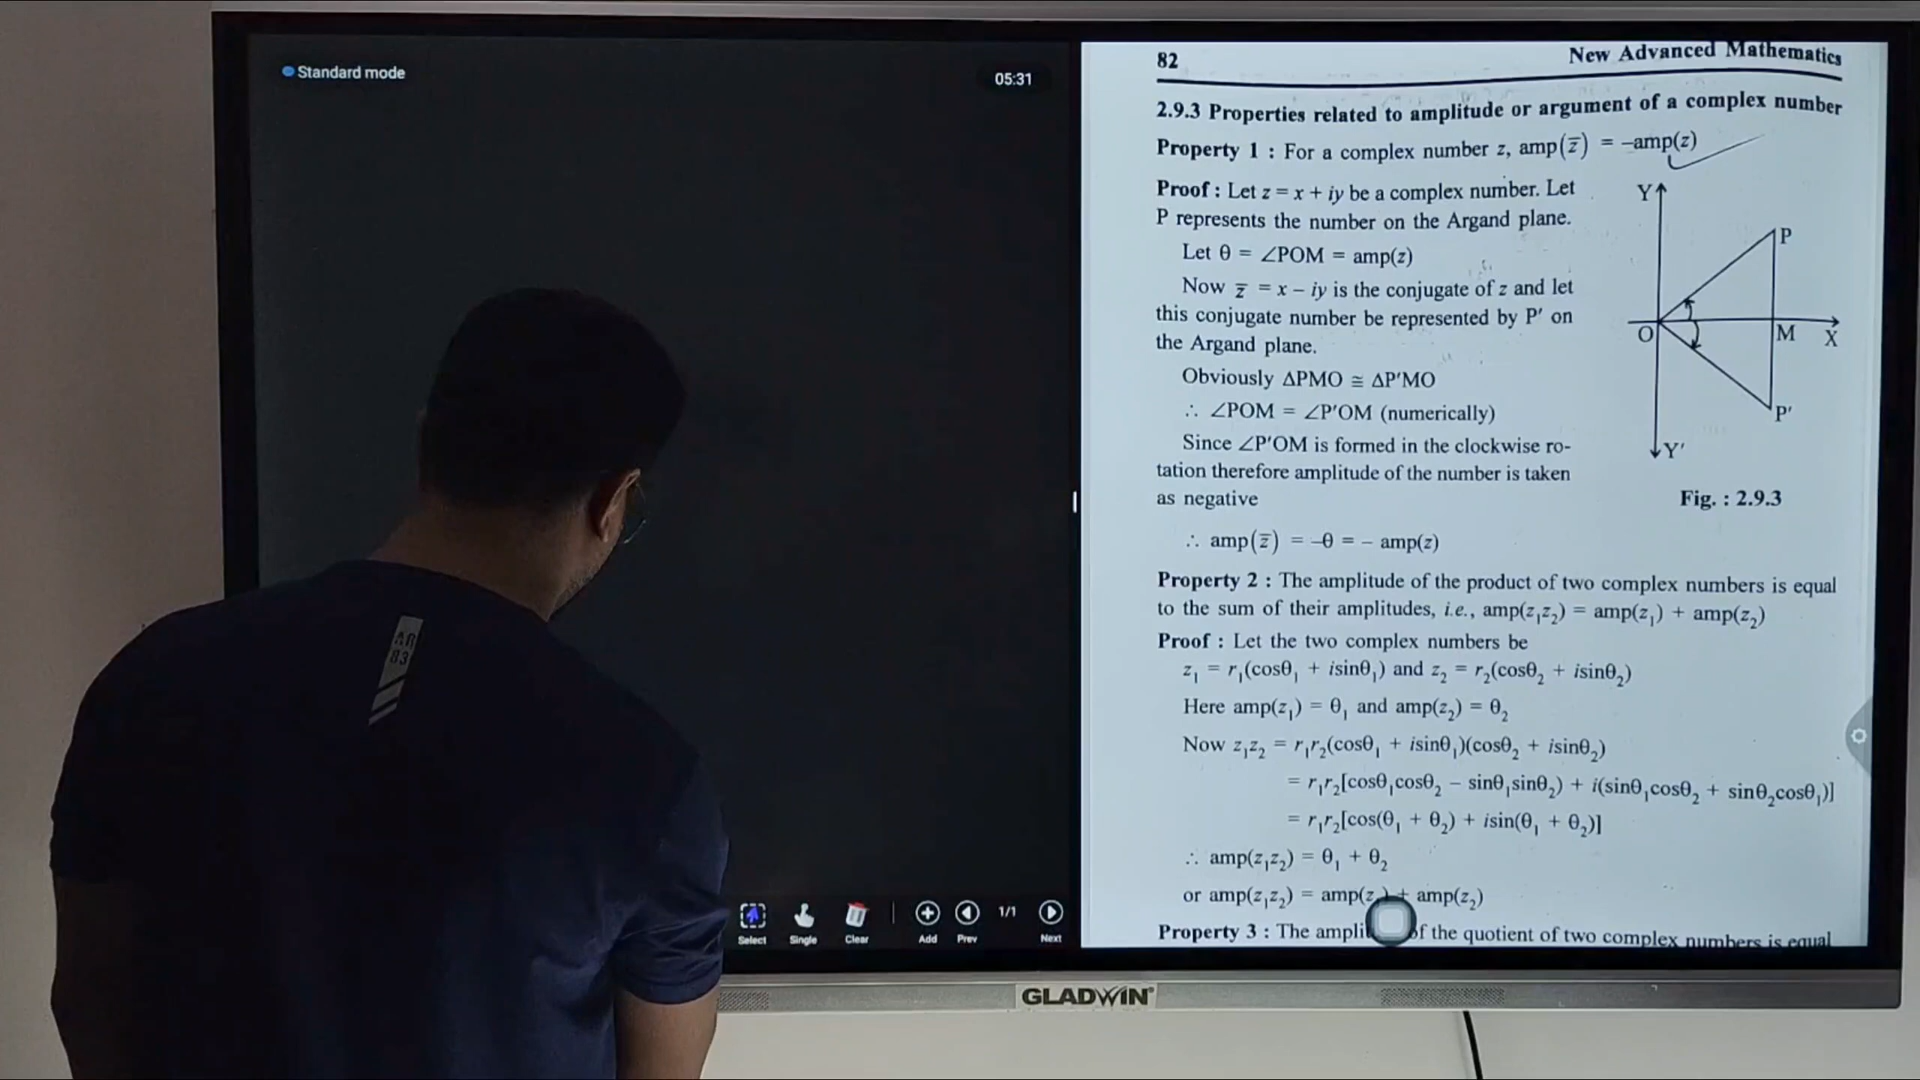 Standard mode
05:31
AR
83
Select
Single
Clear
Add
Prev
1/1
Next
82 New Advanced Mathematics
2.9.3 Properties related to amplitude or argument of a complex number
Property 1 : For a complex number z, amp(z̅) = –amp(z)
Proof : Let z = x + iy be a complex number. Let
P represents the number on the Argand plane.
Let θ = ∠POM = amp(z)
Now z̅ = x – iy is the conjugate of z and let
this conjugate number be represented by P′ on
the Argand plane.
Obviously ΔPMO ≅ ΔP′MO
∴ ∠POM = ∠P′OM (numerically)
Since ∠P′OM is formed in the clockwise ro-
tation therefore amplitude of the number is taken
as negative
∴ amp(z̅) = –θ = – amp(z)
Y
P
O
M
X
P′
Y′
Fig. : 2.9.3
Property 2 : The amplitude of the product of two complex numbers is equal
to the sum of their amplitudes, i.e., amp(z₁z₂) = amp(z₁) + amp(z₂)
Proof : Let the two complex numbers be
z₁ = r₁(cosθ₁ + isinθ₁) and z₂ = r₂(cosθ₂ + isinθ₂)
Here amp(z₁) = θ₁ and amp(z₂) = θ₂
Now z₁z₂ = r₁r₂(cosθ₁ + isinθ₁)(cosθ₂ + isinθ₂)
= r₁r₂[cosθ₁cosθ₂ – sinθ₁sinθ₂) + i(sinθ₁cosθ₂ + sinθ₂cosθ₁)]
= r₁r₂[cos(θ₁ + θ₂) + isin(θ₁ + θ₂)]
∴ amp(z₁z₂) = θ₁ + θ₂
or amp(z₁z₂) = amp(z₁) + amp(z₂)
Property 3 : The ampli of the quotient of two complex numbers is equal
GLADWIN